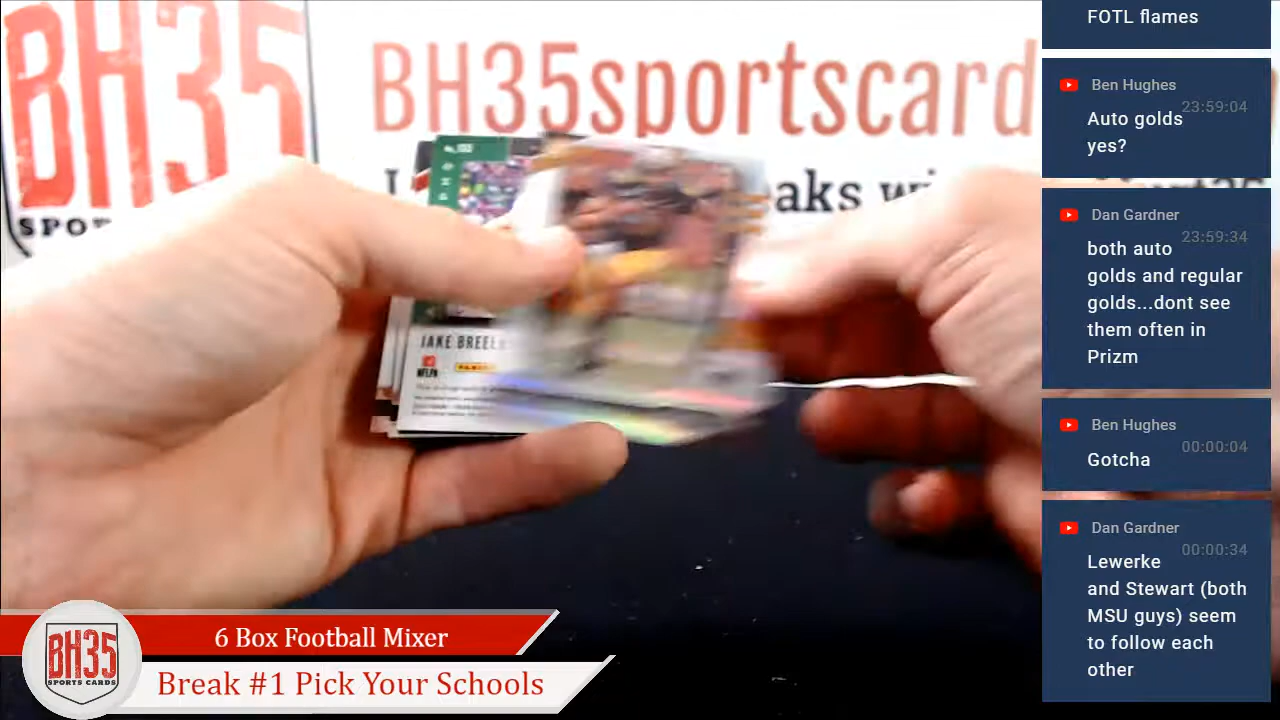 BH35
SPOR
BH35sportscard
aks wi
JAKE BREE
NFLPA
PANINI
FOTL flames
Ben Hughes
23:59:04
Auto golds
yes?
Dan Gardner
23:59:34
both auto
golds and regular
golds...dont see
them often in
Prizm
Ben Hughes
00:00:04
Gotcha
Dan Gardner
00:00:34
Lewerke
and Stewart (both
MSU guys) seem
to follow each
other
6 Box Football Mixer
Break #1 Pick Your Schools
BH35
SPORTS CARDS